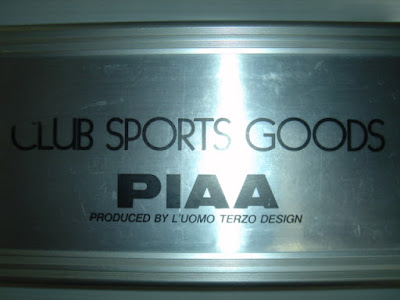 CLUB SPORTS GOODS
PIAA
PRODUCED BY L'UOMO TERZO DESIGN